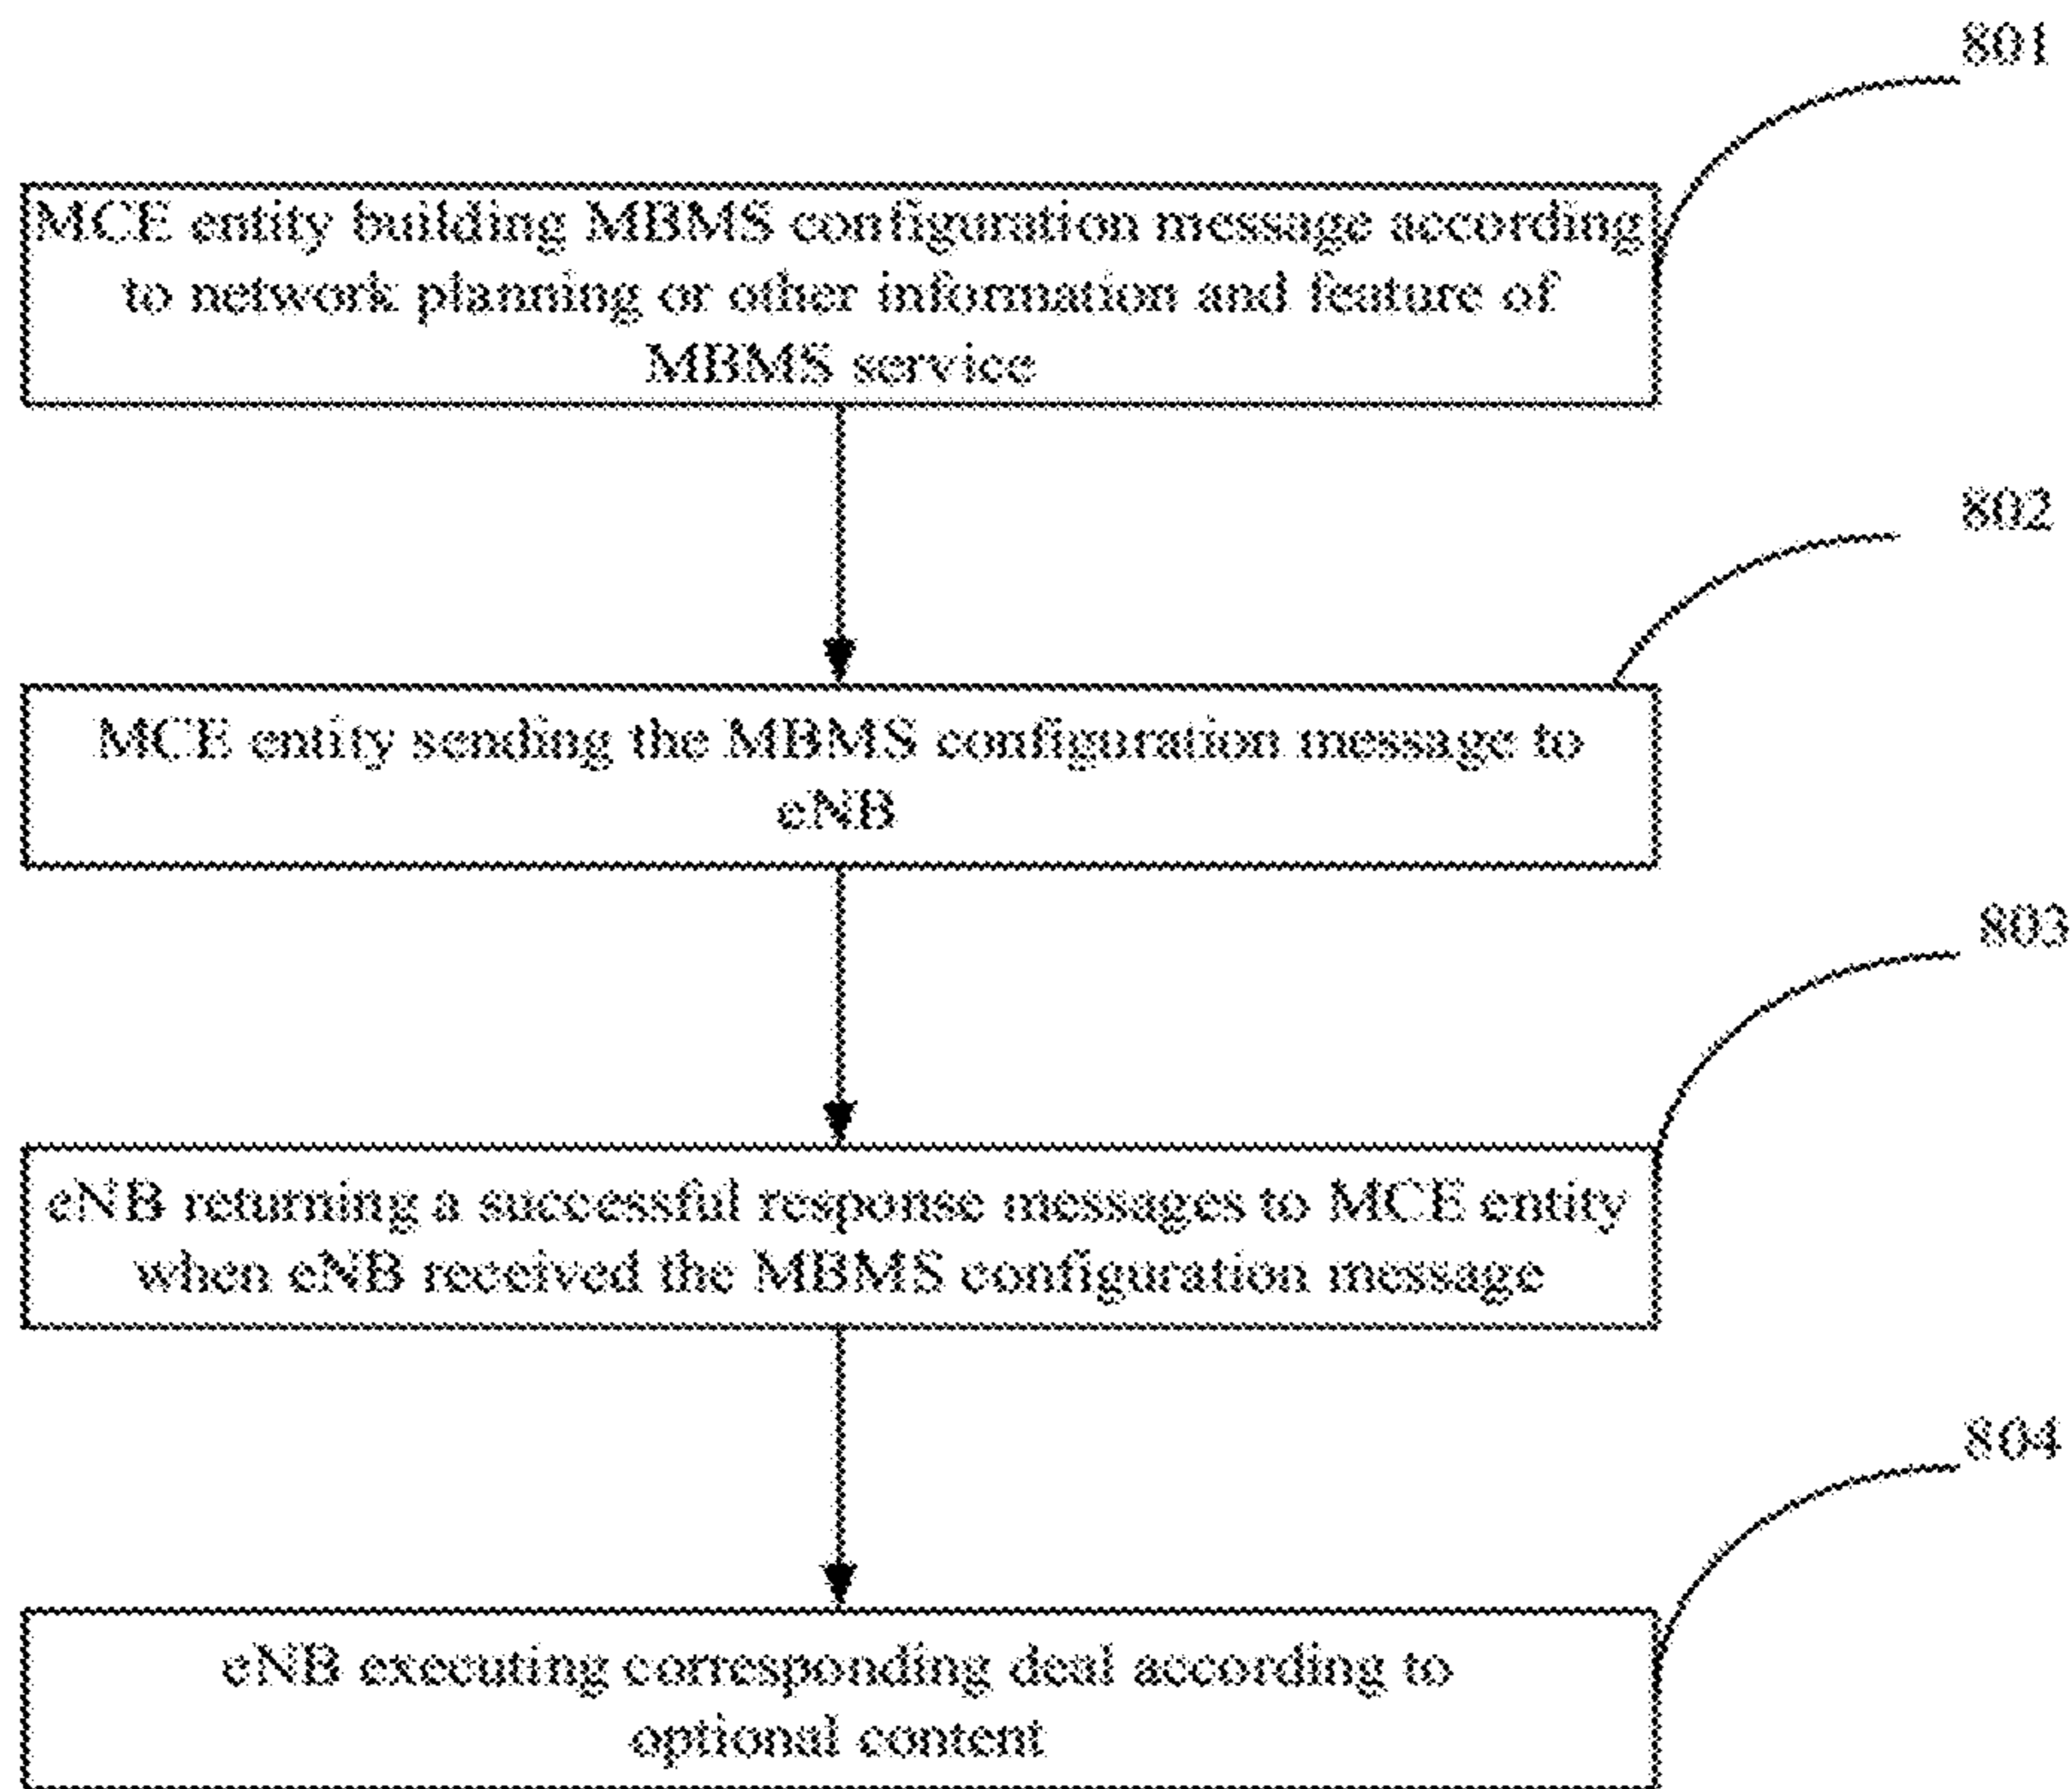 801
MCE entity building MBMS configuration message according
to network planning or other information and feature of
MBMS service
802
MCE entity sending the MBMS configuration message to
eNB
803
eNB returning a successful response messages to MCE entity
when eNB received the MBMS configuration message
804
eNB executing corresponding deal according to
optional content